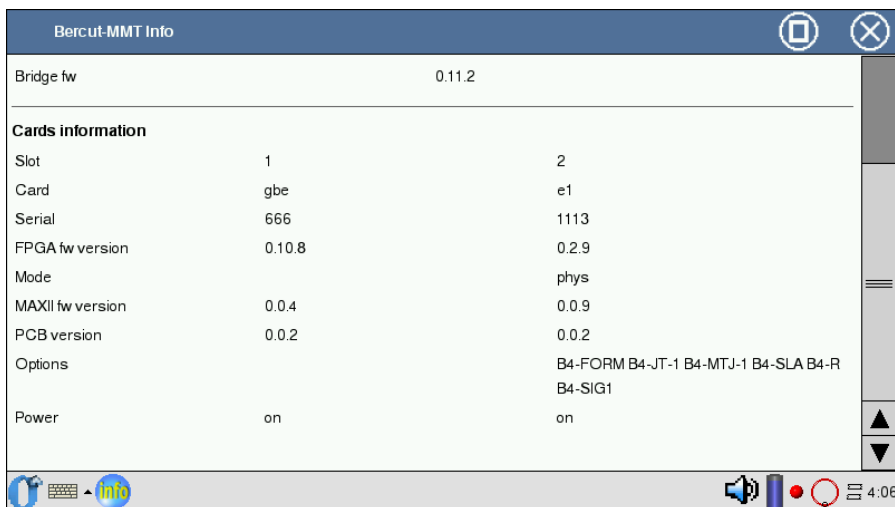 Bercut-MMT Info
Bridge fw 0.11.2
Cards information
Slot 1 2
Card gbe e1
Serial 666 1113
FPGA fw version 0.10.8 0.2.9
Mode phys
MAXII fw version 0.0.4 0.0.9
PCB version 0.0.2 0.0.2
Options B4-FORM B4-JT-1 B4-MTJ-1 B4-SLA B4-R
B4-SIG1
Power on on
info 4:06